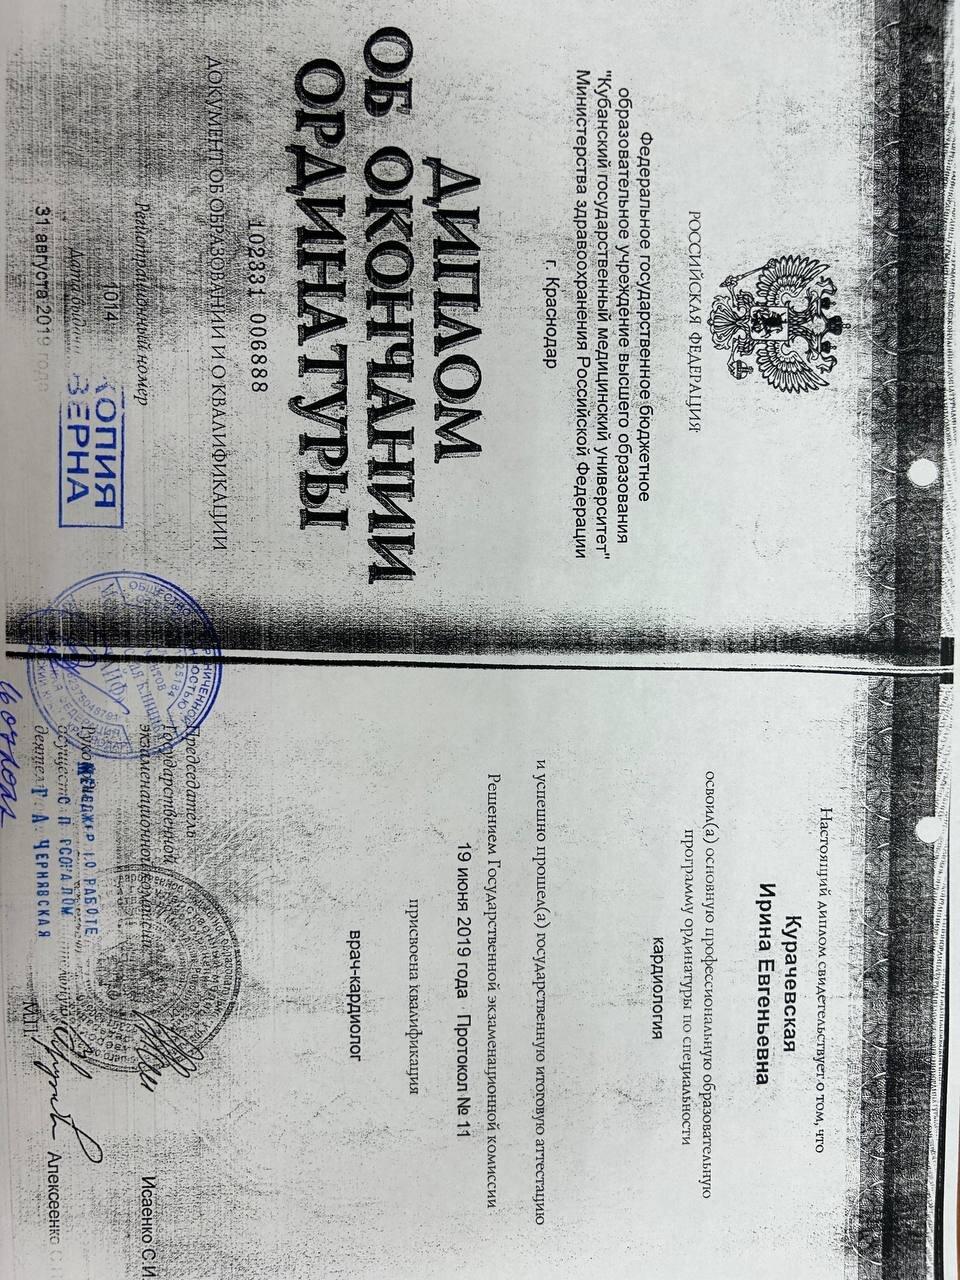 РОССИЙСКАЯ ФЕДЕРАЦИЯ
Федеральное государственное бюджетное
образовательное учреждение высшего образования
"Кубанский государственный медицинский университет"
Министерства здравоохранения Российской Федерации
г. Краснодар
ДИПЛОМ
ОБ ОКОНЧАНИИ
ОРДИНАТУРЫ
102331 006888
ДОКУМЕНТ ОБ ОБРАЗОВАНИИ И О КВАЛИФИКАЦИИ
Регистрационный номер
1014
Дата выдачи
31 августа 2019 года
КОПИЯ
ВЕРНА
Настоящий диплом свидетельствует о том, что
Курачевская
Ирина Евгеньевна
освоил(а) основную профессиональную образовательную
программу ординатуры по специальности
кардиология
и успешно прошел(а) государственную итоговую аттестацию
Решением Государственной экзаменационной комиссии
19 июня 2019 года · Протокол № 11
присвоена квалификация
врач-кардиолог
Председатель
Государственной
экзаменационной комиссии
Исаенко С.И.
МЕНЕДЖЕР ПО РАБОТЕ
С ПЕРСОНАЛОМ
Т.А. ЧЕРНЯВСКАЯ
М.П.
Алексеенко С.